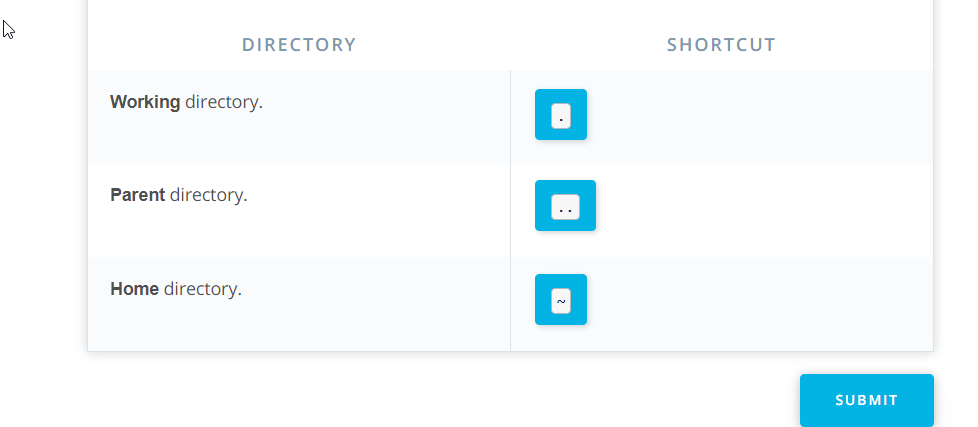 DIRECTORY SHORTCUT
Working directory. .
Parent directory. ..
Home directory. ~
SUBMIT